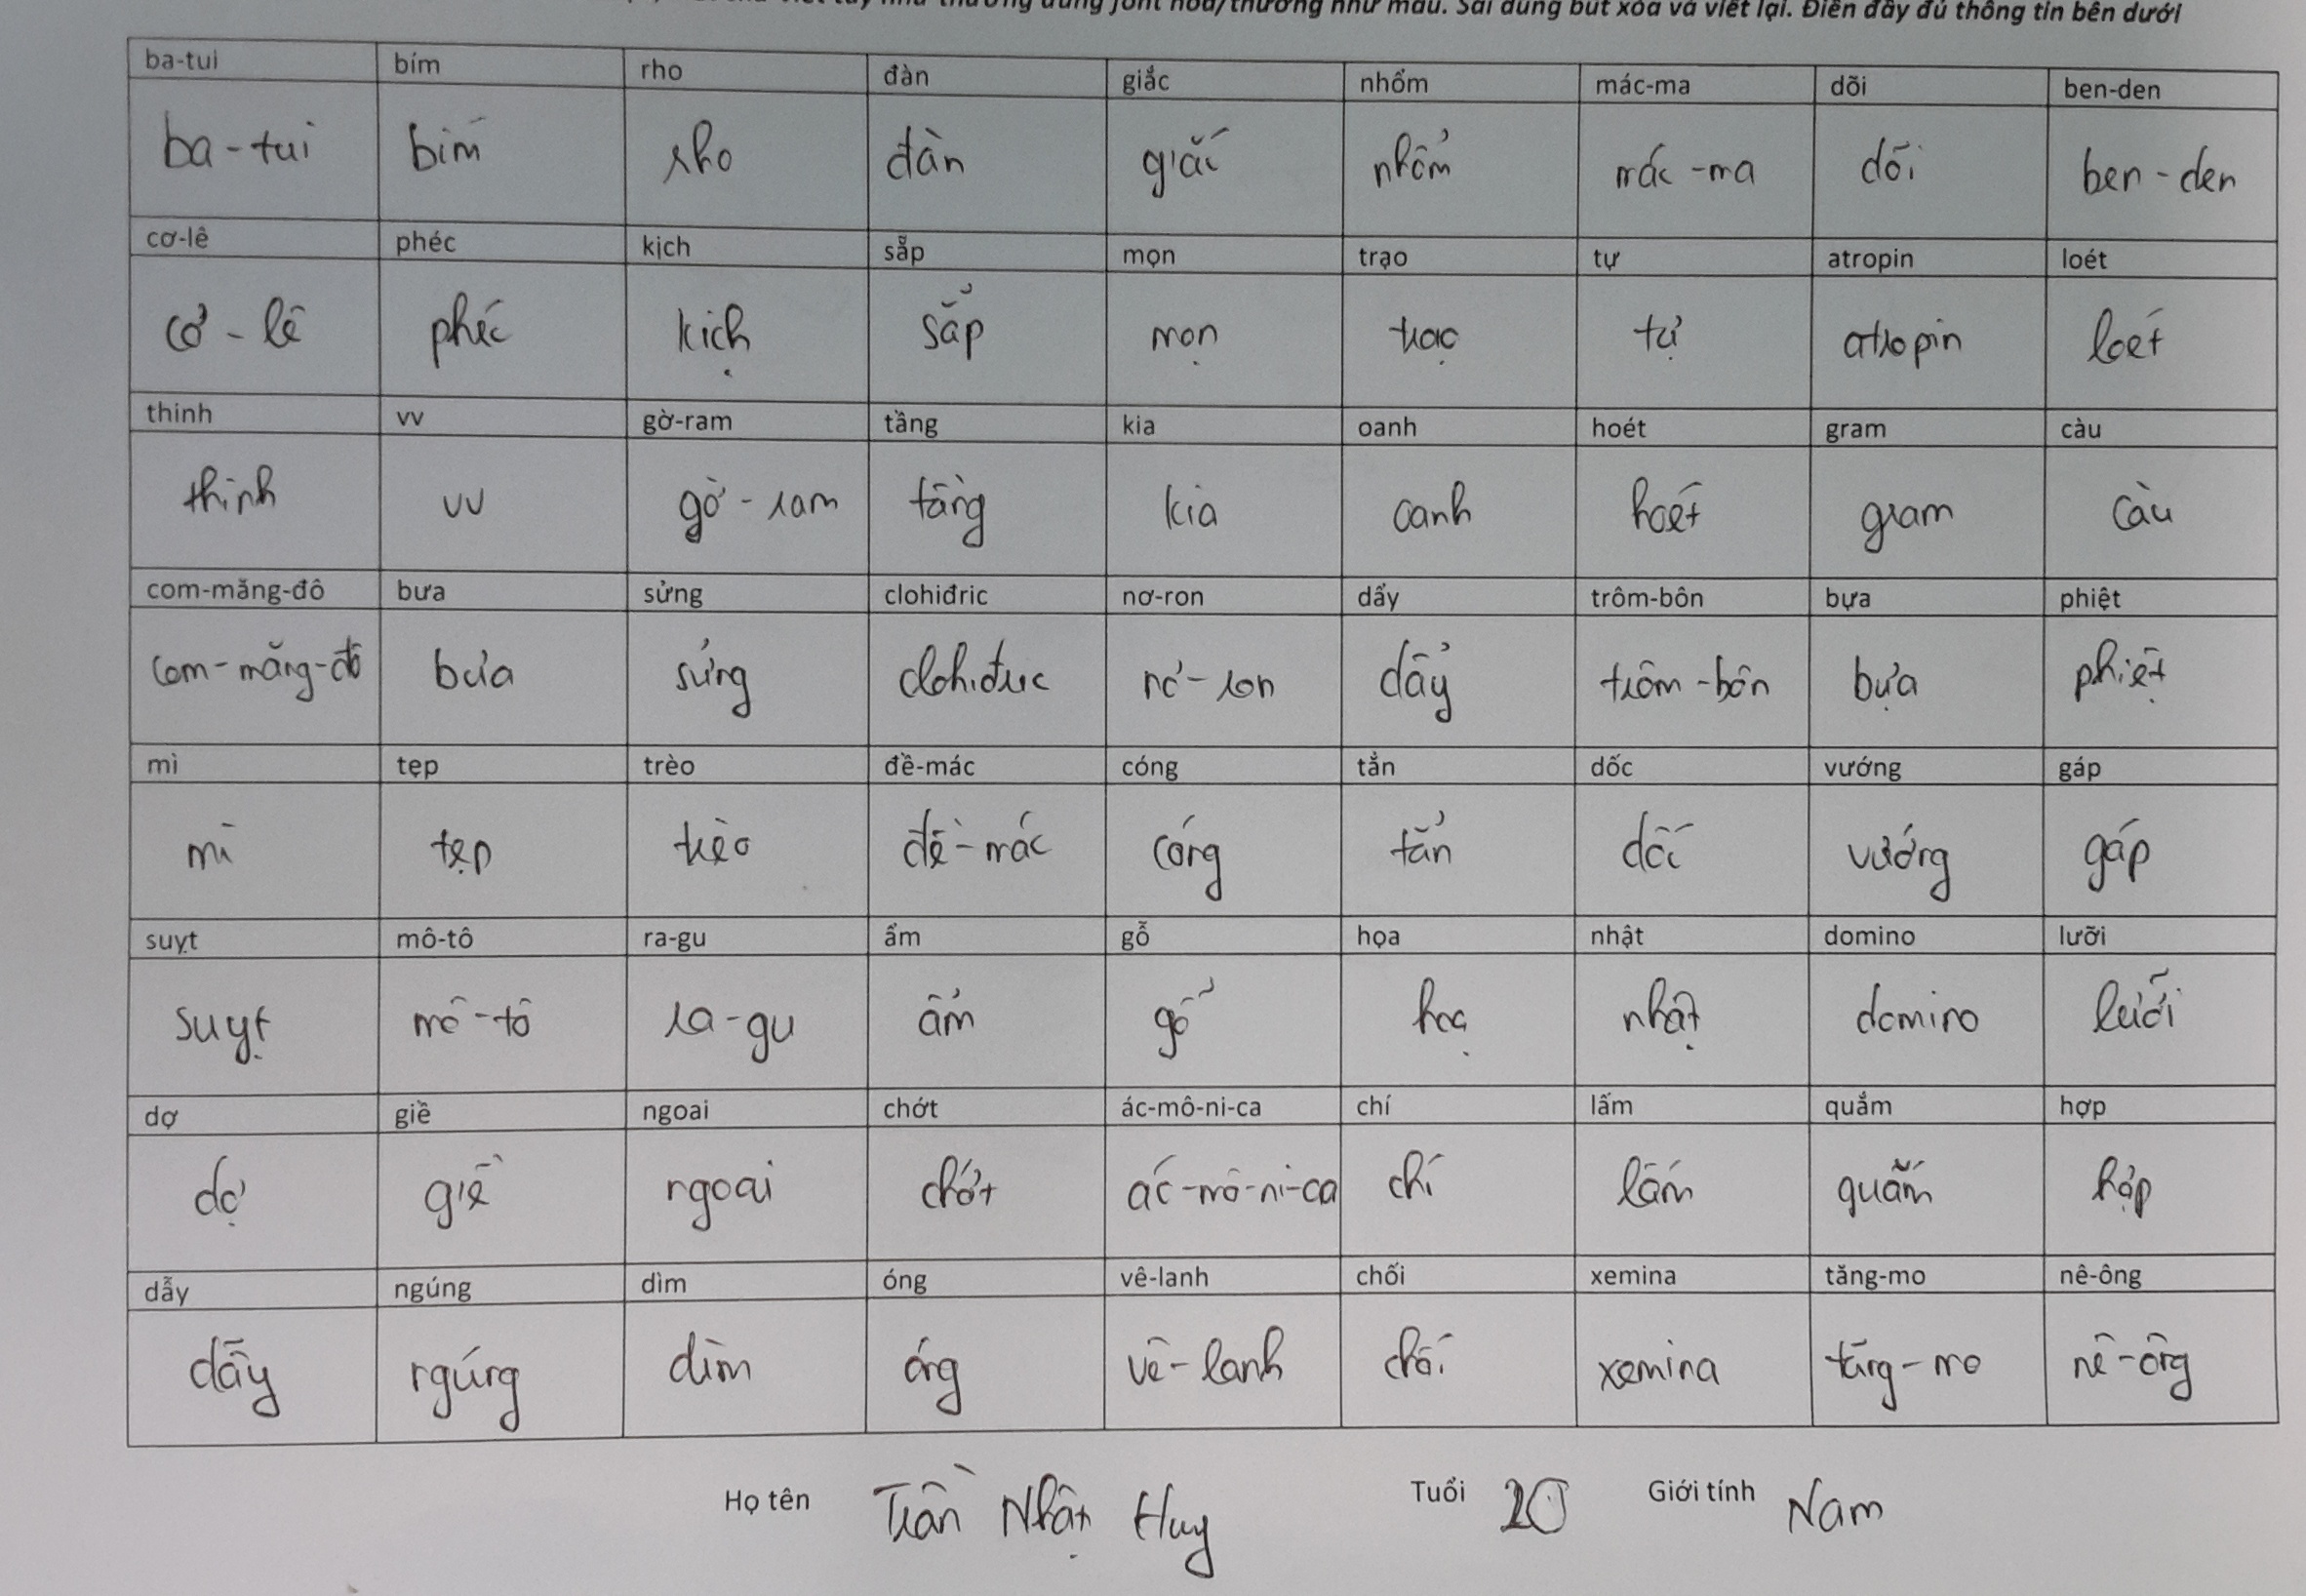 như thường dùng font hoa/thường như mẫu. Sai dùng bút xóa và viết lại. Điền đầy đủ thông tin bên dưới
ba-tui bím rho đàn giắc nhổm mác-ma dõi ben-den
ba-tui bím rho đàn giắc nhổm mác-ma dõi ben-den
cơ-lê phéc kịch sẵp mọn trạo tự atropin loét
cơ-lê phéc kịch sẳp mọn trạo tự atropin loét
thinh vv gờ-ram tầng kia oanh hoét gram càu
thinh vv gờ-ram tầng kia oanh hoét gram càu
com-măng-đô bưa sửng clohiđric nơ-ron dẩy trôm-bôn bựa phiệt
com-măng-đô bưa sửng clohiđric nơ-ron dẩy trôm-bôn bựa phiệt
mì tẹp trèo đề-mác cóng tẳn dốc vướng gáp
mì tẹp trèo đề-mác cóng tẳn dốc vướng gáp
suỵt mô-tô ra-gu ẩm gỗ họa nhật domino lưỡi
suỵt mô-tô ra-gu ẩm gỗ họa nhật domino lưỡi
dợ giề ngoai chớt ác-mô-ni-ca chí lấm quắm hợp
dợ giề ngoai chớt ác-mô-ni-ca chí lấm quắm hợp
dẫy ngúng dìm óng vê-lanh chối xemina tăng-mo nê-ông
dẫy ngúng dìm óng vê-lanh chối xemina tăng-mo nê-ông
Họ tên Trần Nhật Huy Tuổi 20 Giới tính Nam